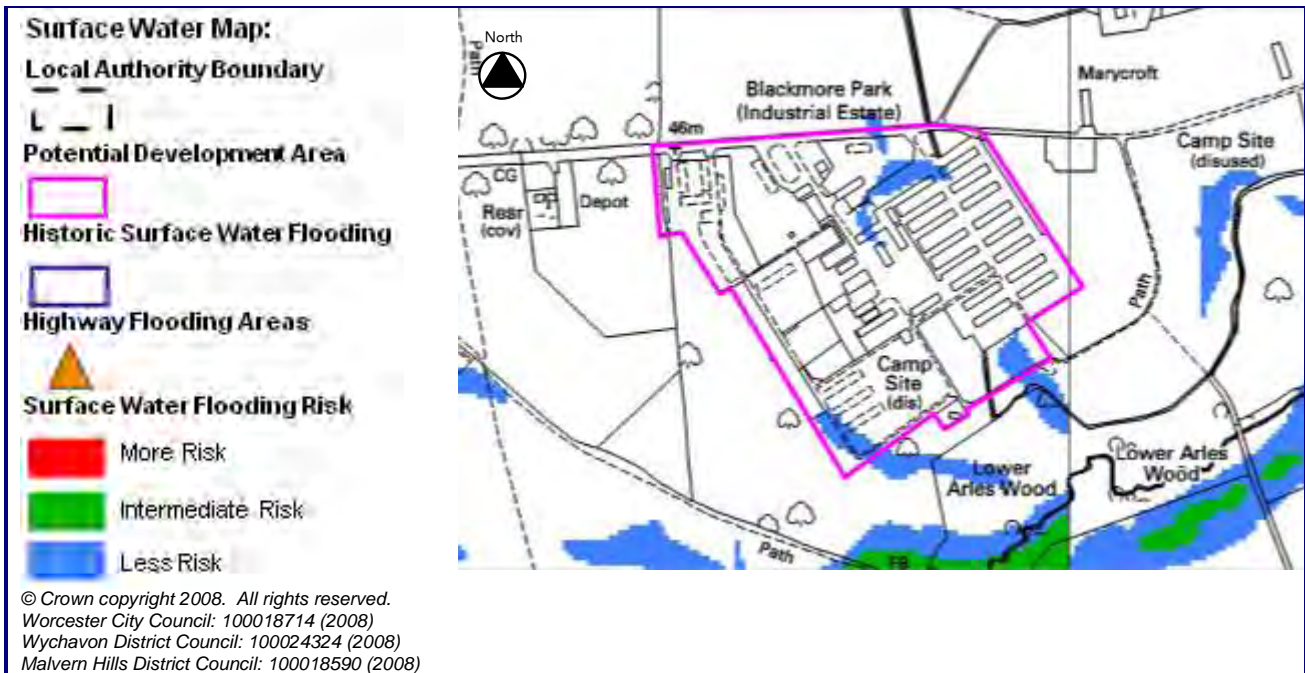 Surface Water Map:
Local Authority Boundary
Potential Development Area
Historic Surface Water Flooding
Highway Flooding Areas
Surface Water Flooding Risk
More Risk
Intermediate Risk
Less Risk
© Crown copyright 2008. All rights reserved.
Worcester City Council: 100018714 (2008)
Wychavon District Council: 100024324 (2008)
Malvern Hills District Council: 100018590 (2008)
Path
North
Blackmore Park
(Industrial Estate)
Marycroft
46m
Camp Site
(disused)
CG
Depot
Resr
(cov)
Path
Camp
Site
(dis)
Lower
Arles Wood
Lower Arles
Wood
Path
FB